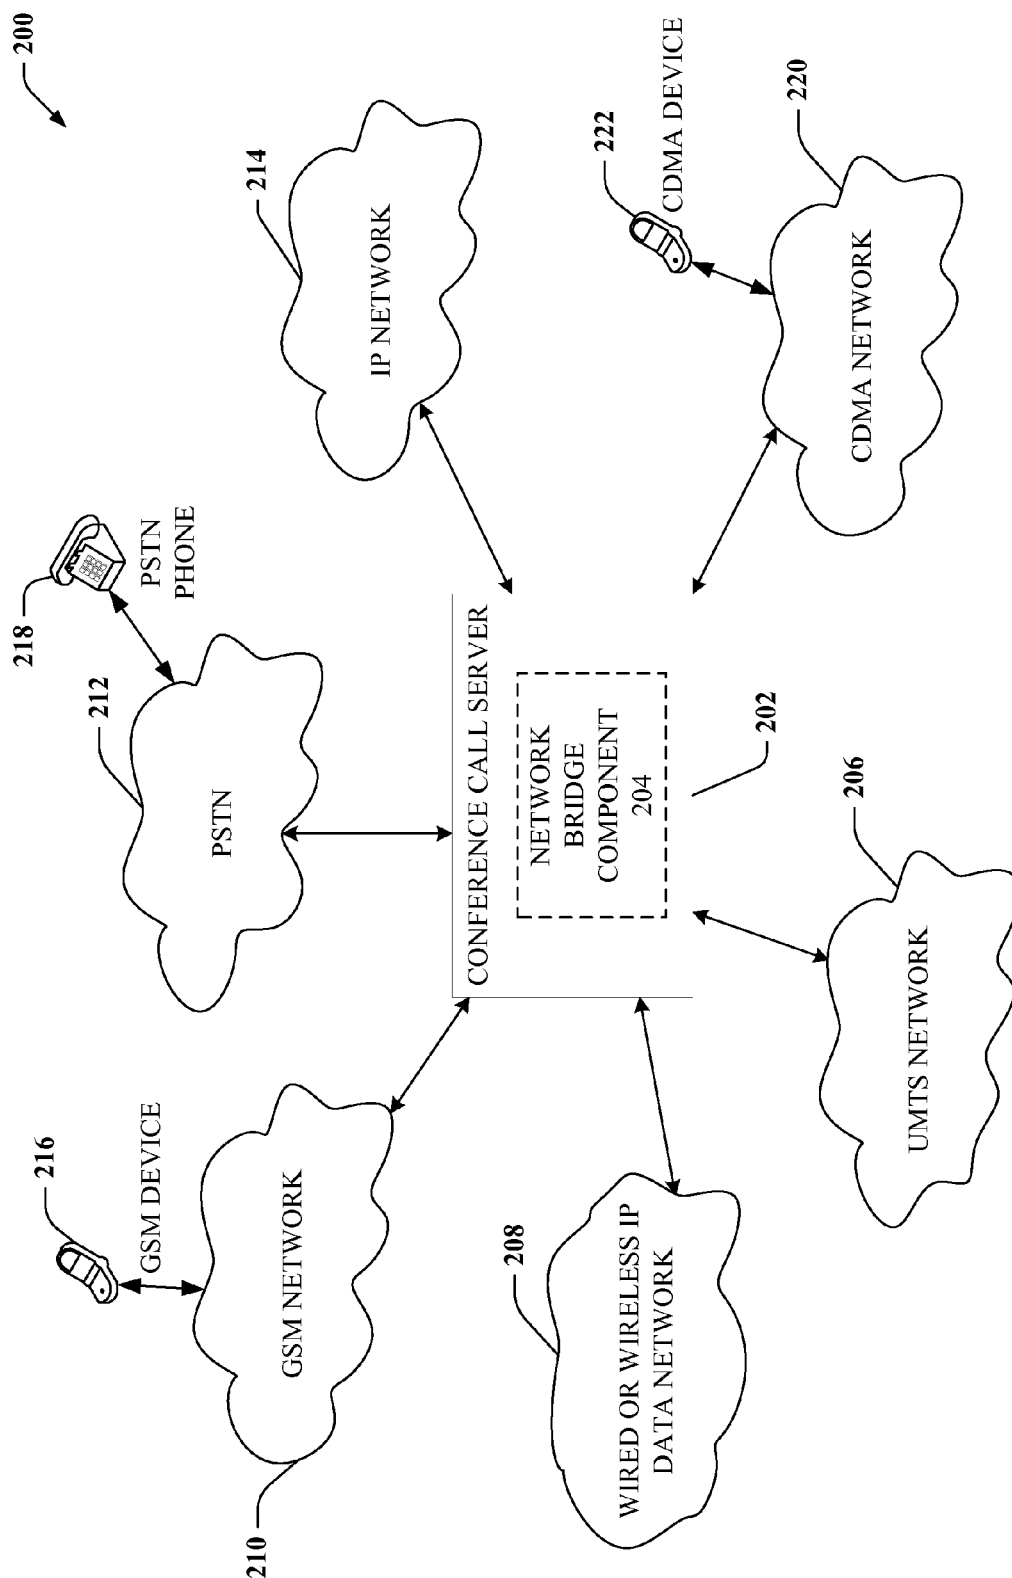 200
216
GSM DEVICE
GSM NETWORK
210
218
PSTN
PHONE
212
PSTN
214
IP NETWORK
222
CDMA DEVICE
220
CDMA NETWORK
CONFERENCE CALL SERVER
NETWORK
BRIDGE
COMPONENT
204
202
208
WIRED OR WIRELESS IP
DATA NETWORK
206
UMTS NETWORK